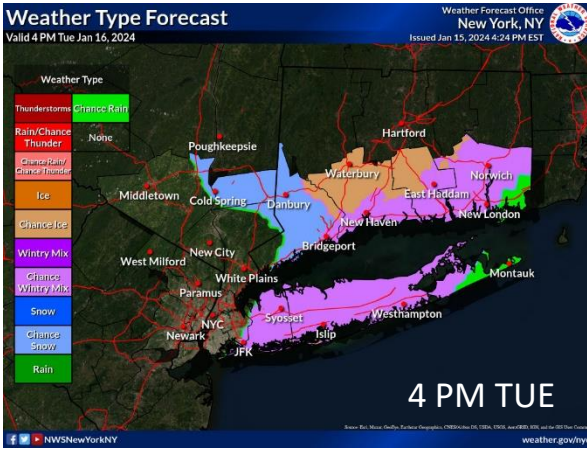 Weather Type Forecast
Valid 4 PM Tue Jan 16, 2024
Weather Forecast Office
New York, NY
Issued Jan 15, 2024 4:24 PM EST
Weather Type
Thunderstorms
Chance Rain
Rain/Chance
Thunder
None
Chance Rain/
Chance Thunder
Ice
Chance Ice
Wintry Mix
Chance
Wintry Mix
Snow
Chance
Snow
Rain
Poughkeepsie
Hartford
Waterbury
Norwich
Middletown
Cold Spring
Danbury
East Haddam
New Haven
New London
Bridgeport
New City
West Milford
White Plains
Montauk
Paramus
Syosset
Westhampton
NYC
Islip
Newark
JFK
4 PM TUE
NWSNewYorkNY
weather.gov/nyc